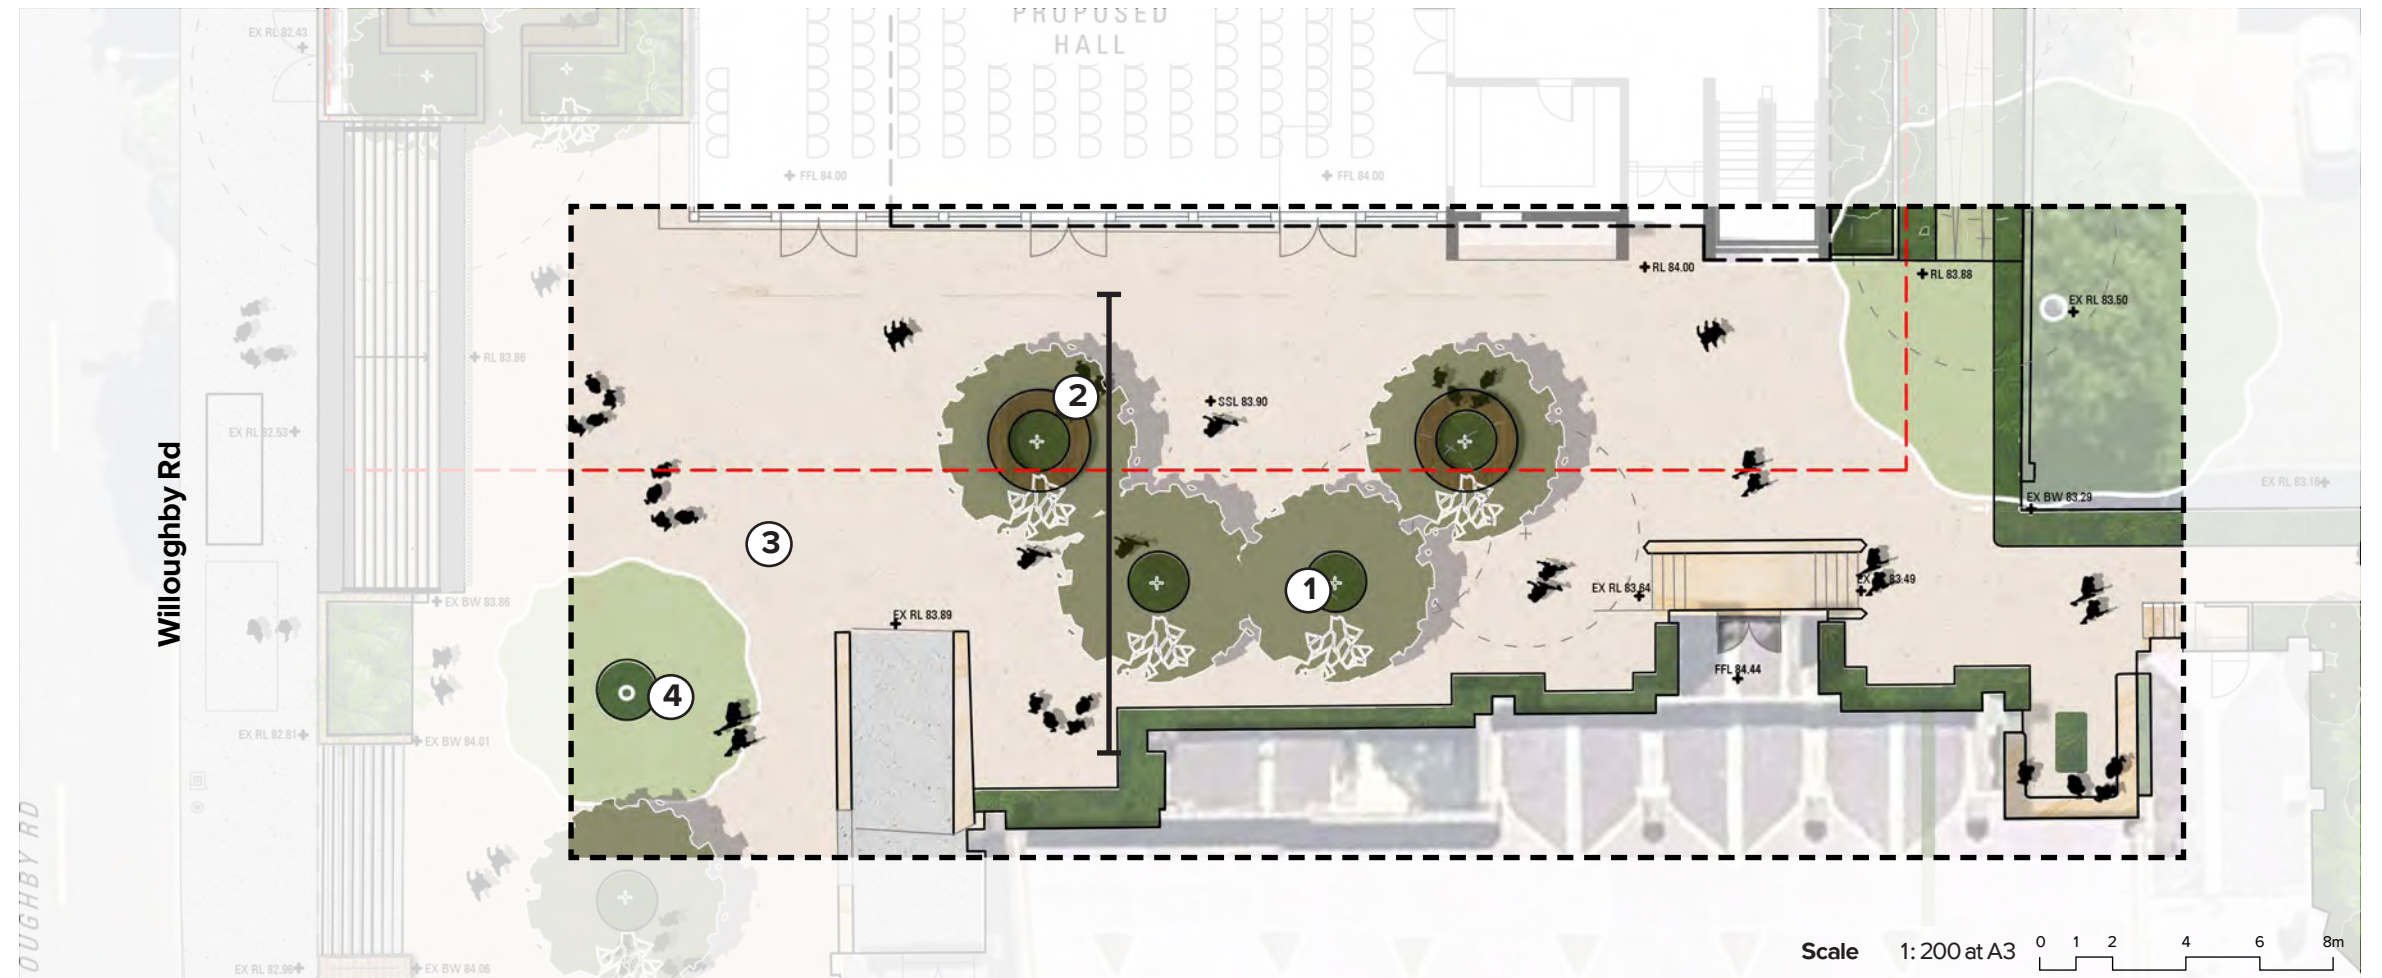 PROPOSED
HALL
EX RL 82.43
FFL 84.00
FFL 84.00
RL 84.00
RL 83.88
EX RL 83.50
RL 83.86
2
SSL 83.90
EX RL 82.53
Willoughby Rd
EX RL 83.16
EX BW 83.29
3
1
EX RL 83.64
EX RL 83.49
EX BW 83.86
EX RL 83.89
FFL 84.44
4
EX RL 82.81
EX BW 84.01
OUGHBY RD
EX BW 84.06
Scale 1: 200 at A3 0 1 2 4 6 8m